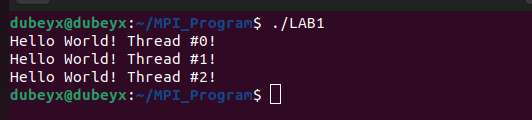 dubeyx@dubeyx:~/MPI_Program$ ./LAB1
Hello World! Thread #0!
Hello World! Thread #1!
Hello World! Thread #2!
dubeyx@dubeyx:~/MPI_Program$